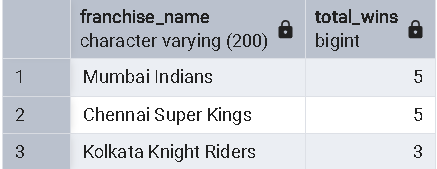 franchise_name total_wins
character varying (200) bigint
1 Mumbai Indians 5
2 Chennai Super Kings 5
3 Kolkata Knight Riders 3